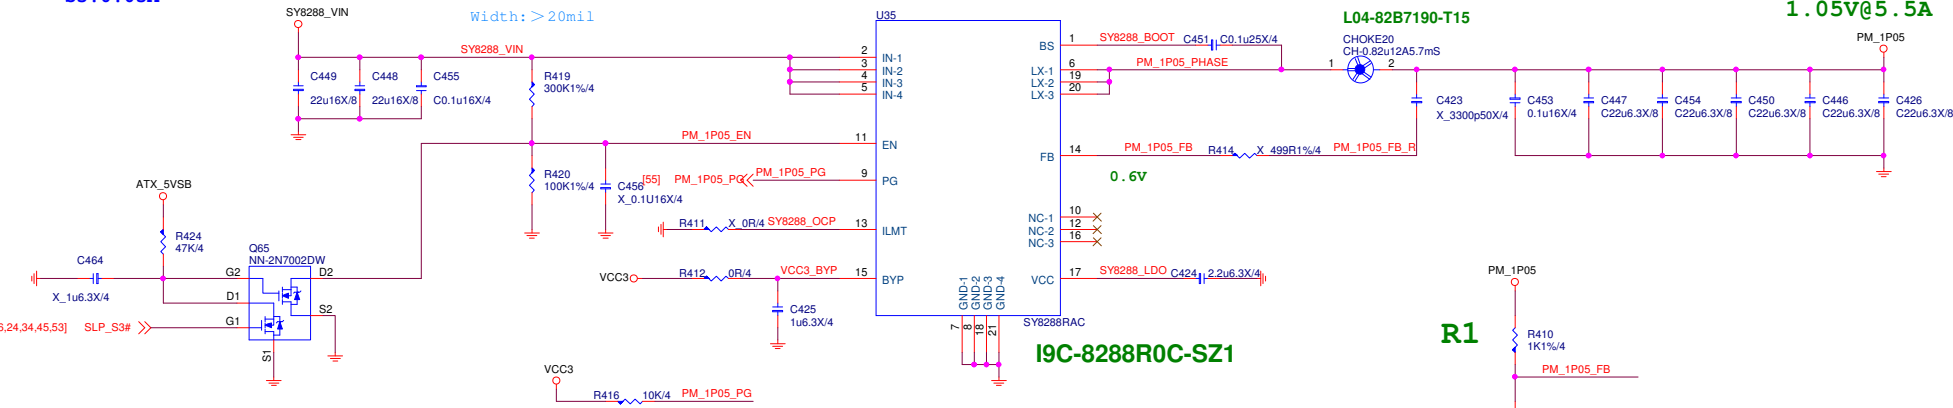 SY8288_VIN
Width:＞20mil
U35
L04-82B7190-T15
1.05V@5.5A
SY8288_VIN
2 IN-1
3 IN-2
4 IN-3
5 IN-4
BS 1
SY8288_BOOT
C451 C0.1u25X/4
CHOKE20
CH-0.82u12A5.7mS
PM_1P05
LX-1 6
LX-2 19
LX-3 20
PM_1P05_PHASE
1 2
C449
22u16X/8
C448
22u16X/8
C455
C0.1u16X/4
R419
300K1%/4
C423
X_3300p50X/4
C453
0.1u16X/4
C447
C22u6.3X/8
C454
C22u6.3X/8
C450
C22u6.3X/8
C446
C22u6.3X/8
C426
C22u6.3X/8
PM_1P05_EN
11 EN
FB 14
PM_1P05_FB
R414 X_499R1%/4
PM_1P05_FB_R
0.6V
R420
100K1%/4
C456
X_0.1U16X/4
[55] PM_1P05_PG
PM_1P05_PG
9 PG
ATX_5VSB
R424
47K/4
R411 X_0R/4
SY8288_OCP
13 ILMT
NC-1 10
NC-2 12
NC-3 16
Q65
NN-2N7002DW
C464
X_1u6.3X/4
G2 D2
D1
S2
G1
S1
6,24,34,45,53] SLP_S3#
VCC3
R412 0R/4
VCC3_BYP
15 BYP
C425
1u6.3X/4
VCC 17
SY8288_LDO
C424 2.2u6.3X/4
GND-1
GND-2
GND-3
GND-4
7
8
18
21
SY8288RAC
I9C-8288R0C-SZ1
PM_1P05
R1
R410
1K1%/4
PM_1P05_FB
VCC3
R416 10K/4
PM_1P05_PG